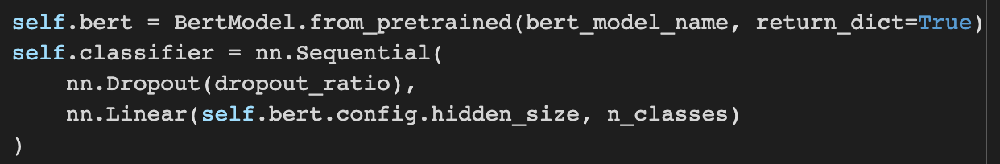 self.bert = BertModel.from_pretrained(bert_model_name, return_dict=True)
self.classifier = nn.Sequential(
    nn.Dropout(dropout_ratio),
    nn.Linear(self.bert.config.hidden_size, n_classes)
)